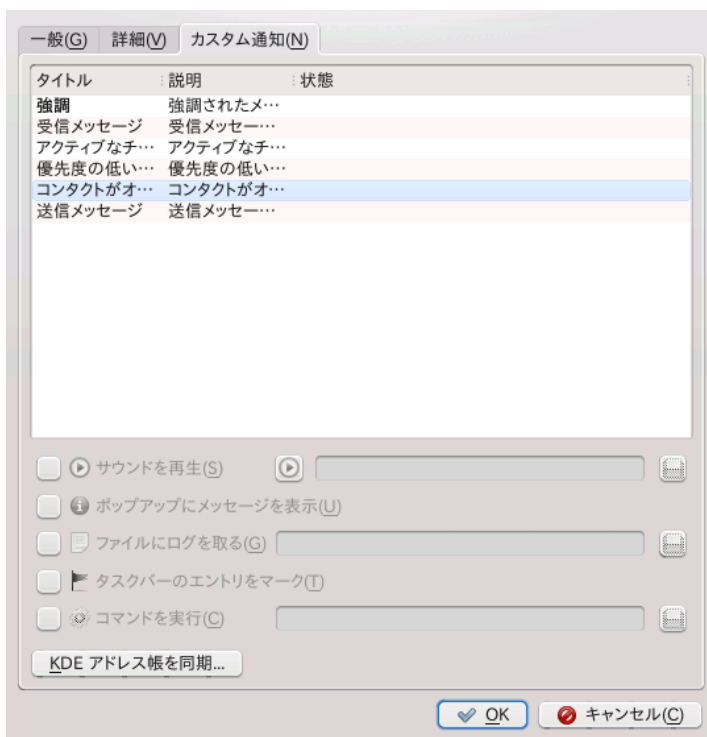 一般(G) 詳細(V) カスタム通知(N)
タイトル 説明 状態
強調 強調されたメ…
受信メッセージ 受信メッセー…
アクティブなチ… アクティブなチ…
優先度の低い… 優先度の低い…
コンタクトがオ… コンタクトがオ…
送信メッセージ 送信メッセー…
サウンドを再生(S)
ポップアップにメッセージを表示(U)
ファイルにログを取る(G)
タスクバーのエントリをマーク(T)
コマンドを実行(C)
KDE アドレス帳を同期...
OK キャンセル(C)